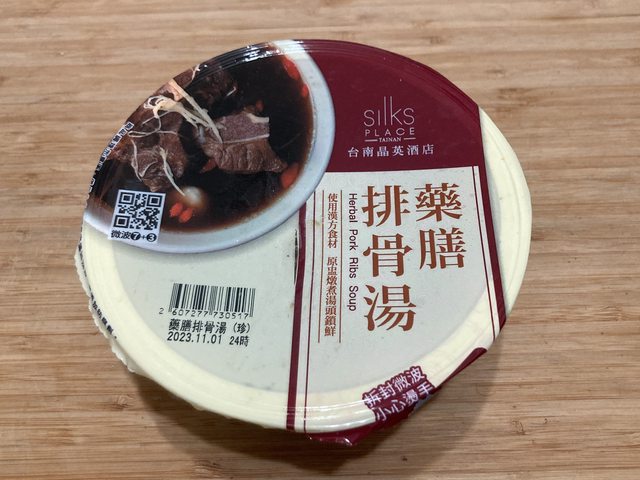 silks
PLACE
TAINAN
台南晶英酒店
藥膳
排骨湯
Herbal Pork Ribs Soup
使用漢方食材 原盅燉煮湯頭鎖鮮
微波⑦+③
2 607277 730517
藥膳排骨湯(珍)
2023.11.01 24時
拆封微波
小心燙手